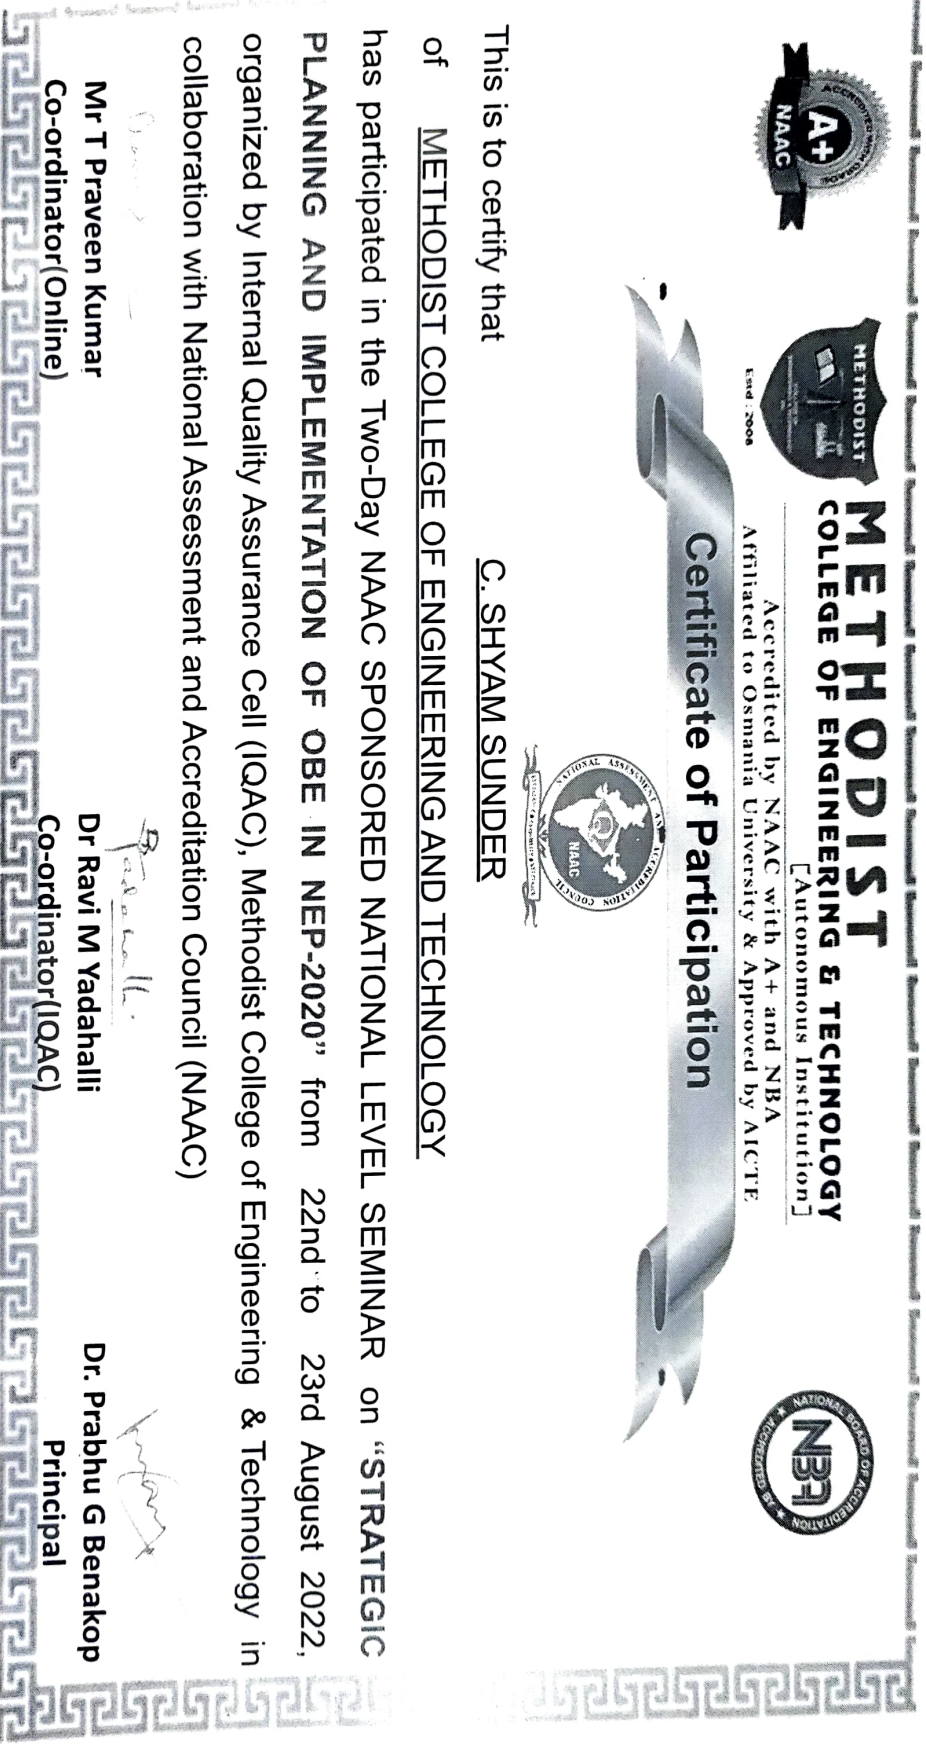 ACCREDITED WITH GRADE
A+
NAAC
METHODIST
Estd : 2008
METHODIST
COLLEGE OF ENGINEERING & TECHNOLOGY
[Autonomous Institution]
Accredited by NAAC with A+ and NBA
Affiliated to Osmania University & Approved by AICTE
NATIONAL BOARD OF ACCREDITATION
NBA
Certificate of Participation
NATIONAL ASSESSMENT AND ACCREDITATION COUNCIL
NAAC
This is to certify that C. SHYAM SUNDER
of METHODIST COLLEGE OF ENGINEERING AND TECHNOLOGY
has participated in the Two-Day NAAC SPONSORED NATIONAL LEVEL SEMINAR on “STRATEGIC
PLANNING AND IMPLEMENTATION OF OBE IN NEP-2020” from 22nd to 23rd August 2022,
organized by Internal Quality Assurance Cell (IQAC), Methodist College of Engineering & Technology in
collaboration with National Assessment and Accreditation Council (NAAC)
Mr T Praveen Kumar
Co-ordinator(Online)
Dr Ravi M Yadahalli
Co-ordinator(IQAC)
Dr. Prabhu G Benakop
Principal